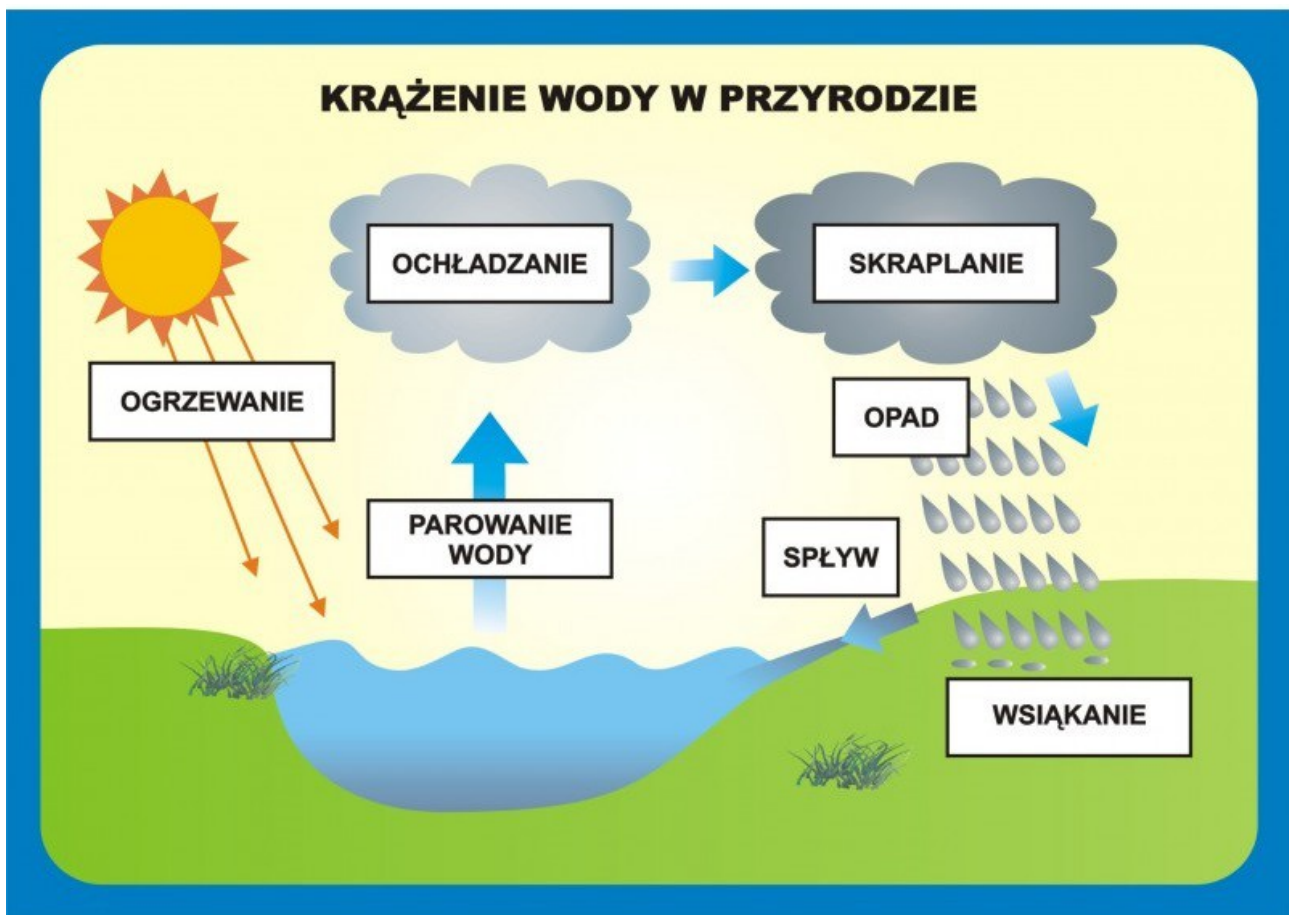 KRĄŻENIE WODY W PRZYRODZIE
OCHŁADZANIE
SKRAPLANIE
OGRZEWANIE
OPAD
PAROWANIE
WODY
SPŁYW
WSIĄKANIE